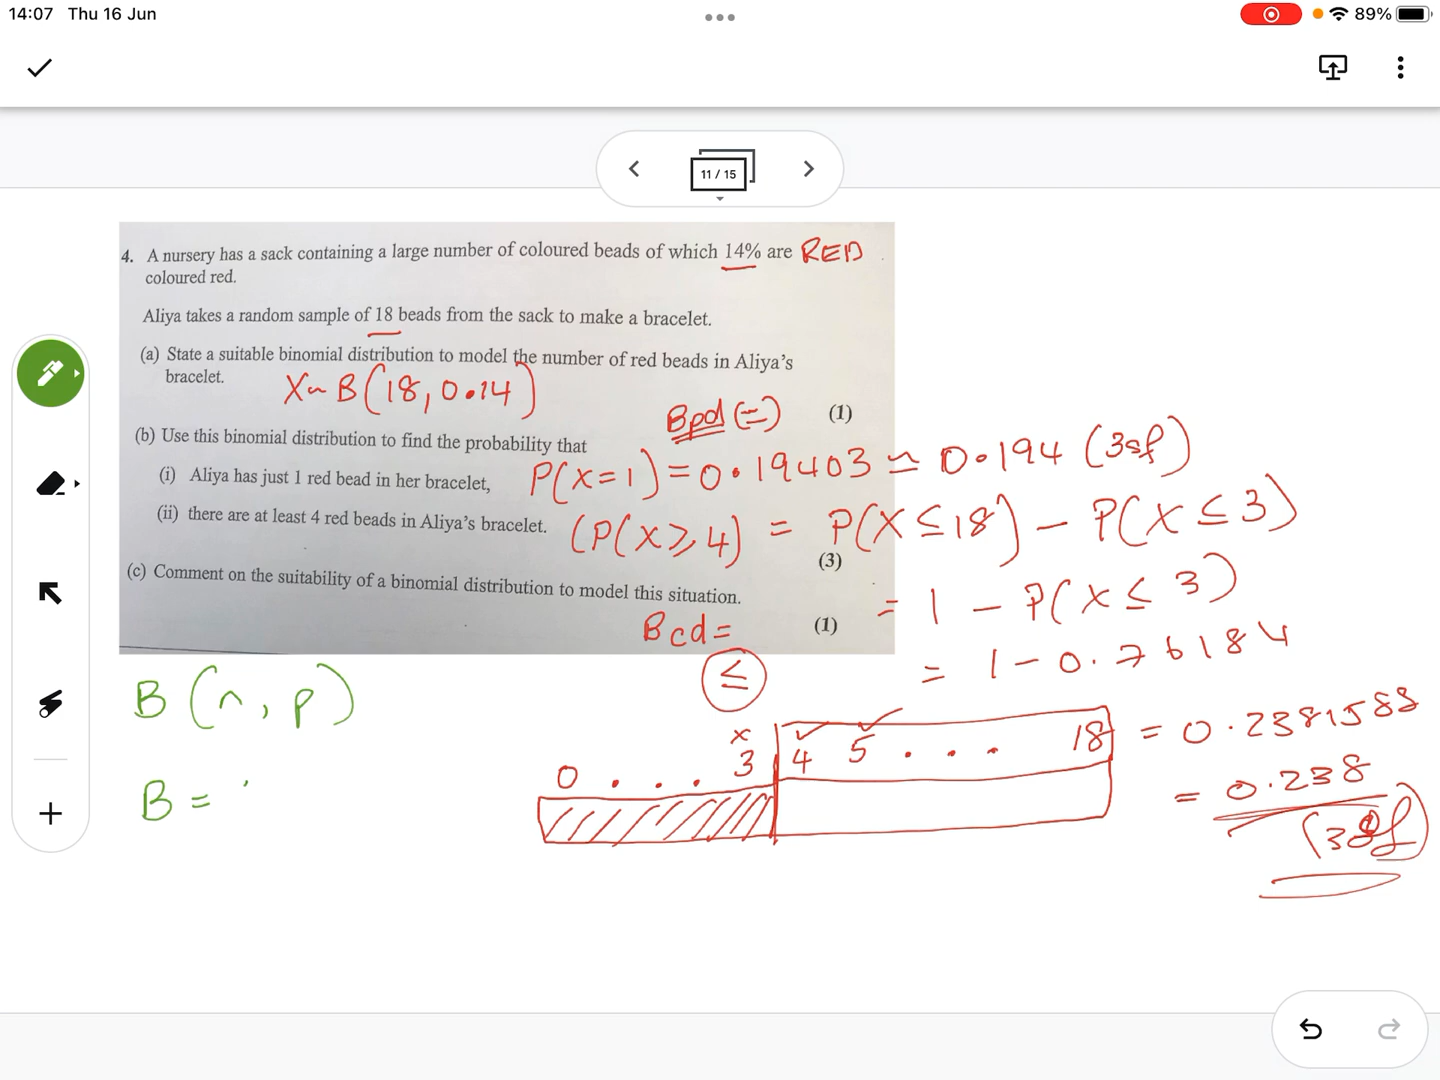 14:07 Thu 16 Jun
89%
11 / 15
4. A nursery has a sack containing a large number of coloured beads of which 14% are RED
coloured red.
Aliya takes a random sample of 18 beads from the sack to make a bracelet.
(a) State a suitable binomial distribution to model the number of red beads in Aliya's
bracelet.
X~B(18,0.14)
Bpd(=) (1)
(b) Use this binomial distribution to find the probability that
(i) Aliya has just 1 red bead in her bracelet, P(X=1)=0.19403≃0.194 (3sf)
(ii) there are at least 4 red beads in Aliya's bracelet. (P(X⩾4) = P(X≤18) - P(X≤3)
(3)
(c) Comment on the suitability of a binomial distribution to model this situation.
= 1 - P(X≤3)
Bcd= (1)
≤
= 1-0.76184
B(n,p)
x
0 . . . 3 4 5 . . . 18
= 0.2381588
B =
= 0.238
(3sf)